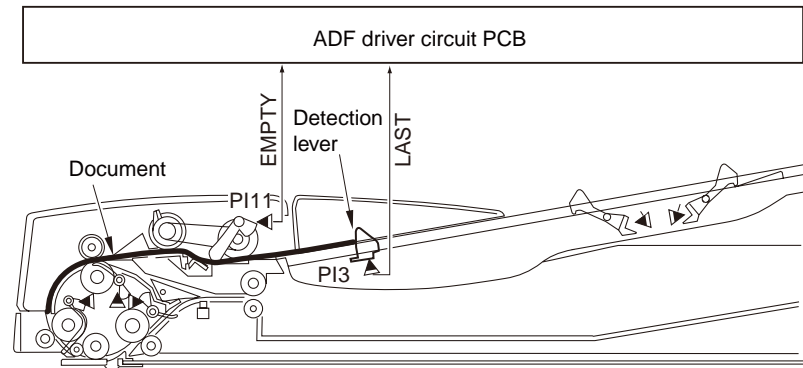 ADF driver circuit PCB
EMPTY
Detection
lever
LAST
Document
PI11
PI3